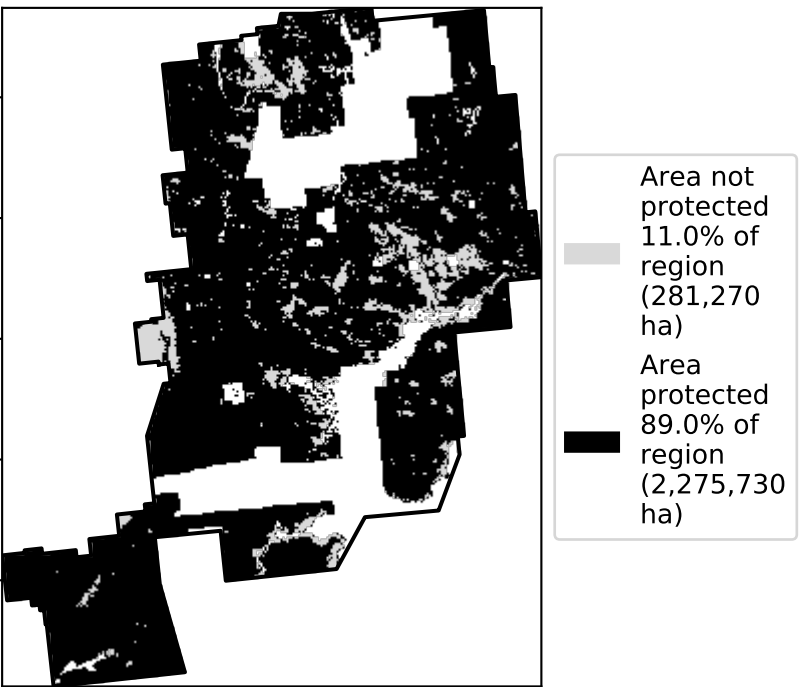 Area not
protected
11.0% of
region
(281,270
ha)
Area
protected
89.0% of
region
(2,275,730
ha)